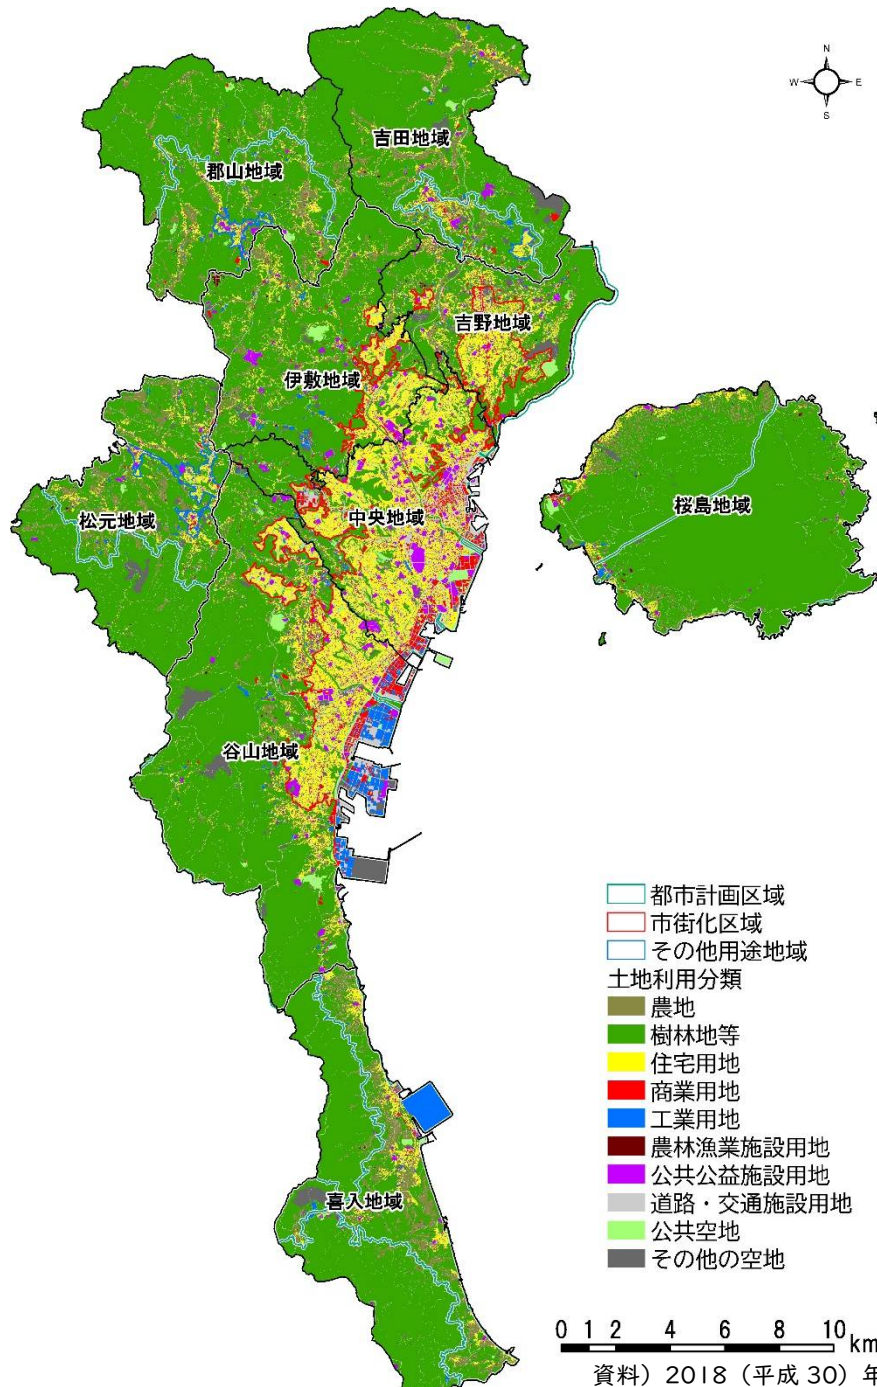 N
W E
S
吉田地域
郡山地域
吉野地域
伊敷地域
桜島地域
松元地域
中央地域
谷山地域
喜入地域
都市計画区域
市街化区域
その他用途地域
土地利用分類
農地
樹林地等
住宅用地
商業用地
工業用地
農林漁業施設用地
公共公益施設用地
道路・交通施設用地
公共空地
その他の空地
0 1 2 4 6 8 10 km
資料）2018（平成30）年